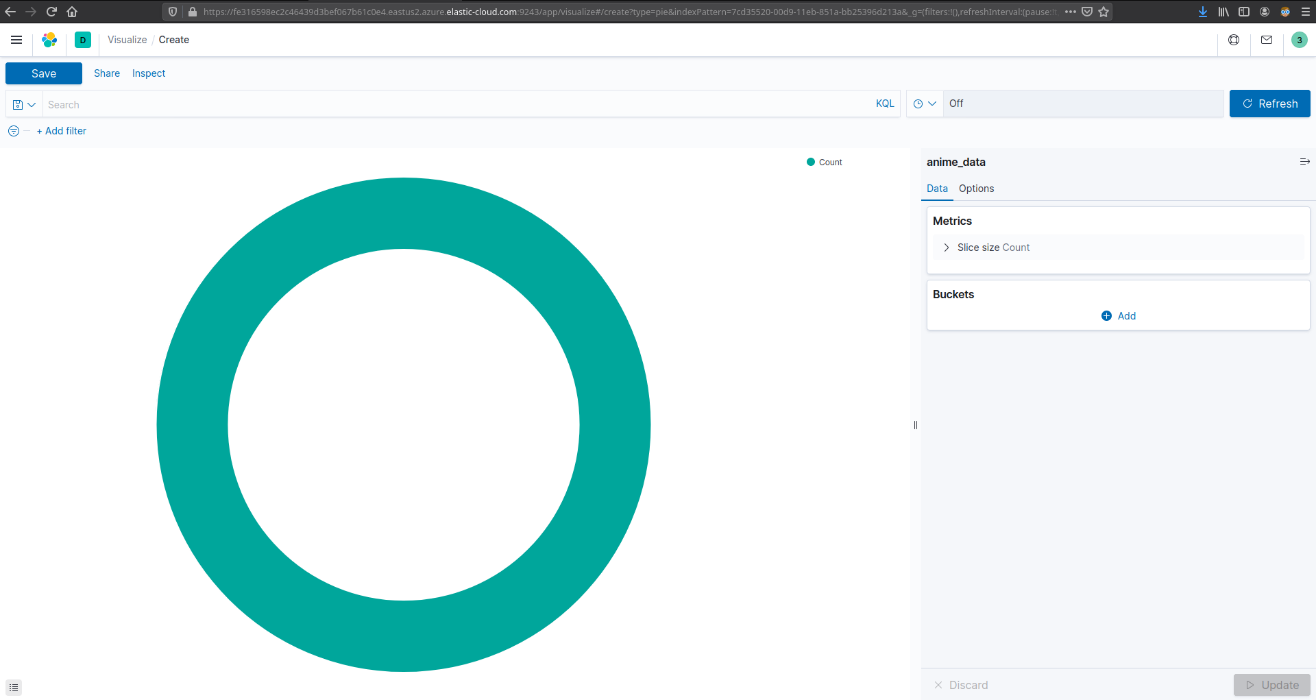 https://fe316598ec2c46439d3bef067b61c0e4.eastus2.azure.elastic-cloud.com:9243/app/visualize#/create?type=pie&indexPattern=7cd35520-00d9-11eb-851a-bb25396d213a&_g=(filters:!(),refreshInterval:(pause:!
D Visualize / Create 3
Save Share Inspect
Search KQL Off Refresh
+ Add filter
Count
anime_data
Data Options
Metrics
Slice size Count
Buckets
Add
Discard Update